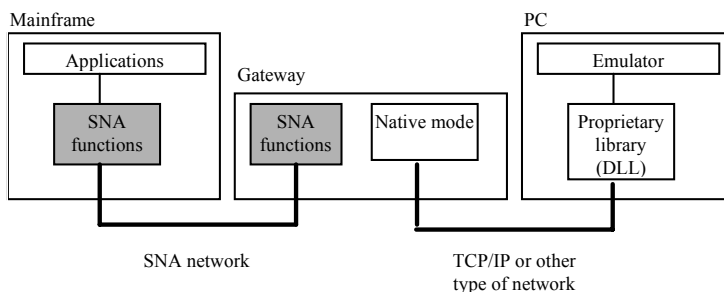 Mainframe
Applications
SNA
functions
Gateway
SNA
functions
Native mode
PC
Emulator
Proprietary
library
(DLL)
SNA network
TCP/IP or other
type of network